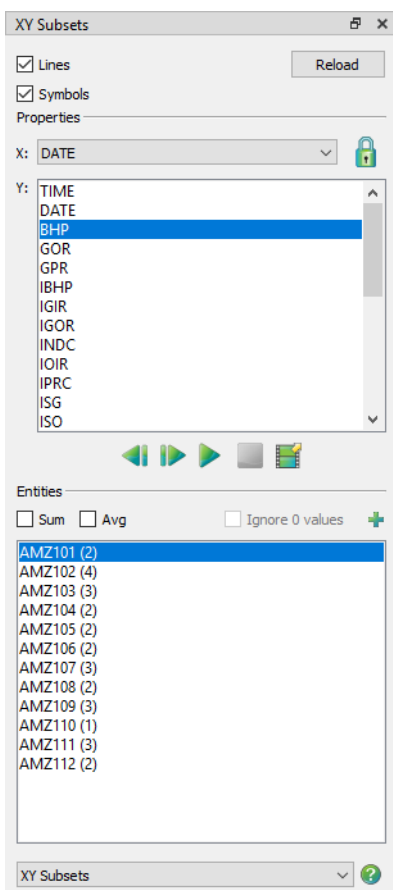 XY Subsets
Lines Reload
Symbols
Properties
X: DATE
Y: TIME
DATE
BHP
GOR
GPR
IBHP
IGIR
IGOR
INDC
IOIR
IPRC
ISG
ISO
Entities
Sum Avg Ignore 0 values
AMZ101 (2)
AMZ102 (4)
AMZ103 (3)
AMZ104 (2)
AMZ105 (2)
AMZ106 (2)
AMZ107 (3)
AMZ108 (2)
AMZ109 (3)
AMZ110 (1)
AMZ111 (3)
AMZ112 (2)
XY Subsets